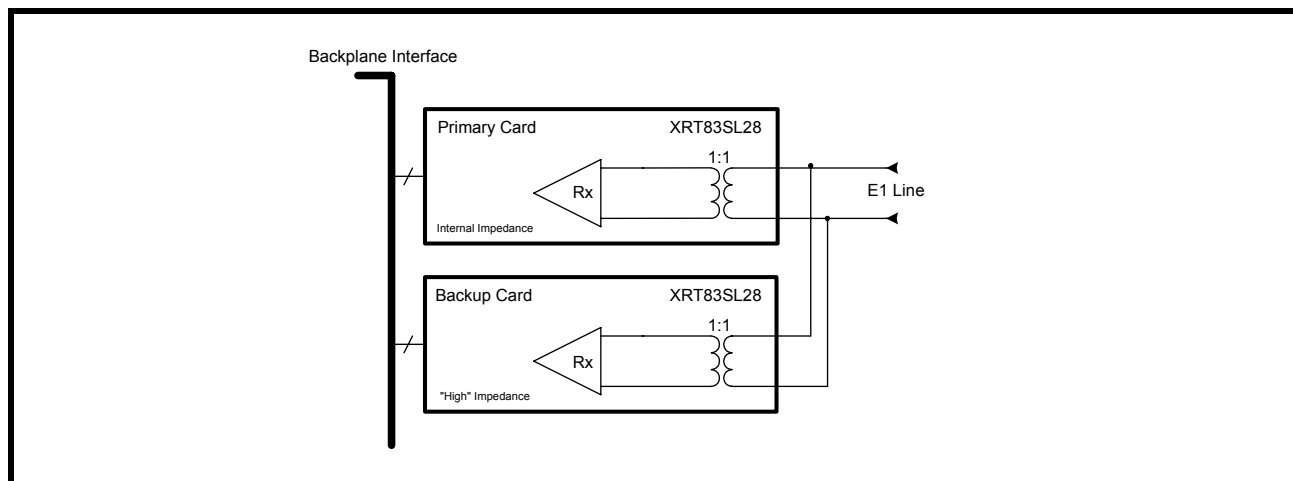 Backplane Interface
Primary Card XRT83SL28
1:1
Rx
E1 Line
Internal Impedance
Backup Card XRT83SL28
1:1
Rx
"High" Impedance